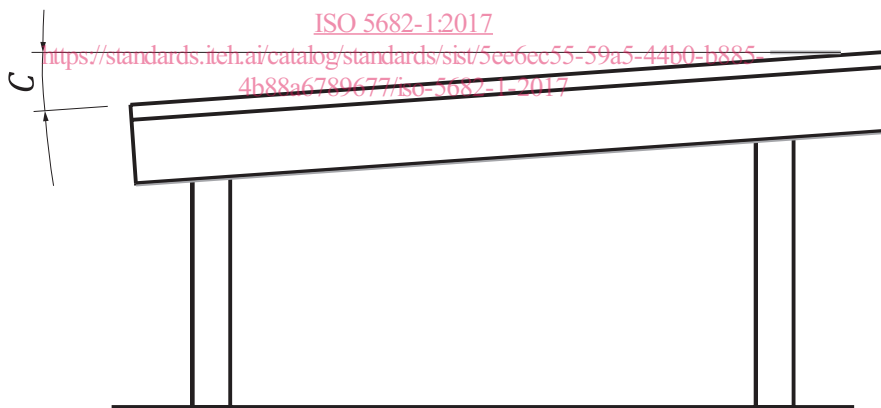 ISO 5682-1:2017
https://standards.iteh.ai/catalog/standards/sist/5ee6ec55-59a5-44b0-b885-
4b88a6789677/iso-5682-1-2017
C